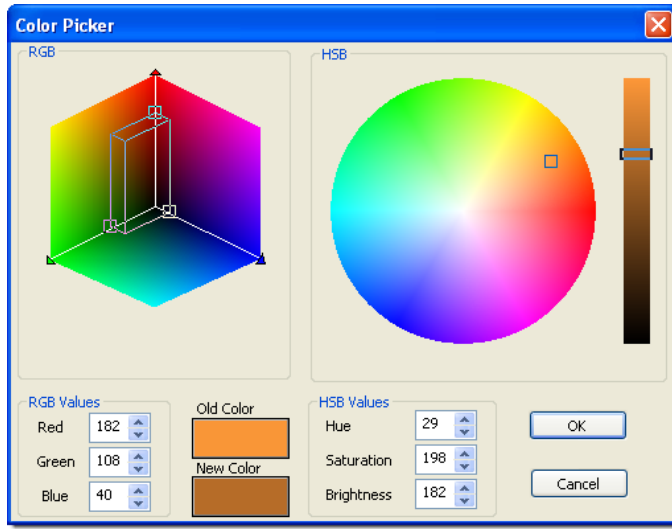 Color Picker
RGB
HSB
RGB Values
Red 182
Green 108
Blue 40
Old Color
New Color
HSB Values
Hue 29
Saturation 198
Brightness 182
OK
Cancel